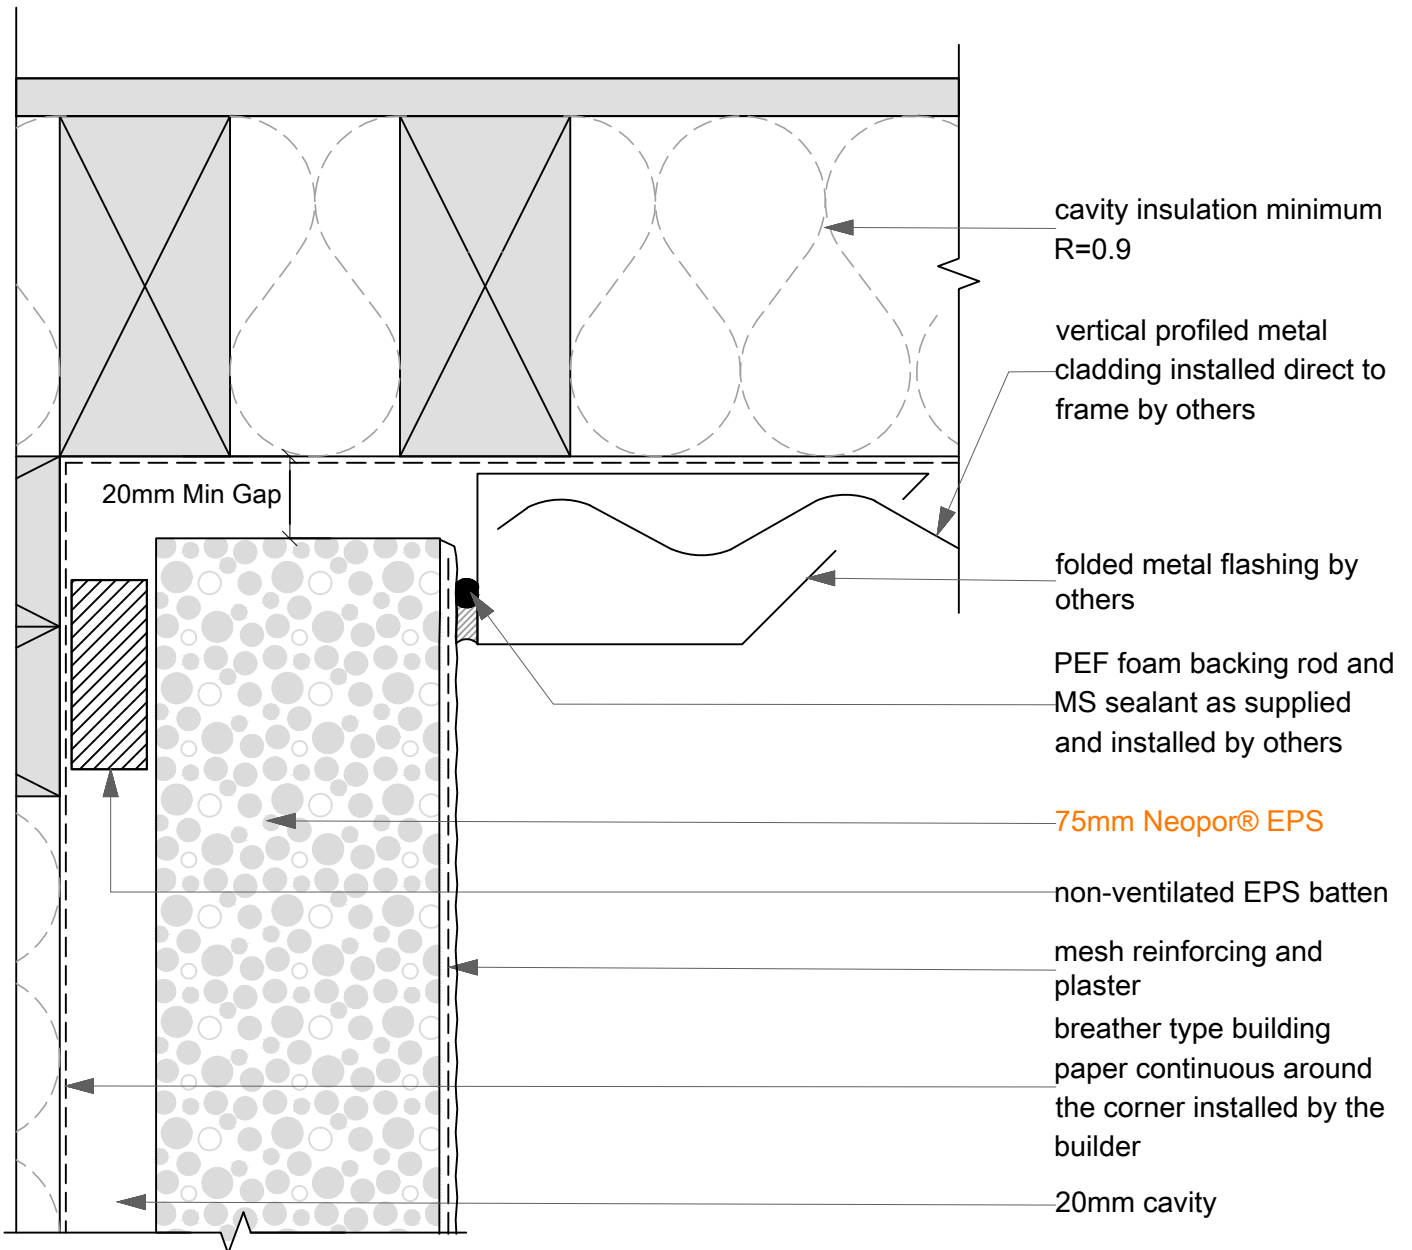 cavity insulation minimum
R=0.9
vertical profiled metal
cladding installed direct to
frame by others
20mm Min Gap
folded metal flashing by
others
PEF foam backing rod and
MS sealant as supplied
and installed by others
75mm Neopor® EPS
non-ventilated EPS batten
mesh reinforcing and
plaster
breather type building
paper continuous around
the corner installed by the
builder
20mm cavity